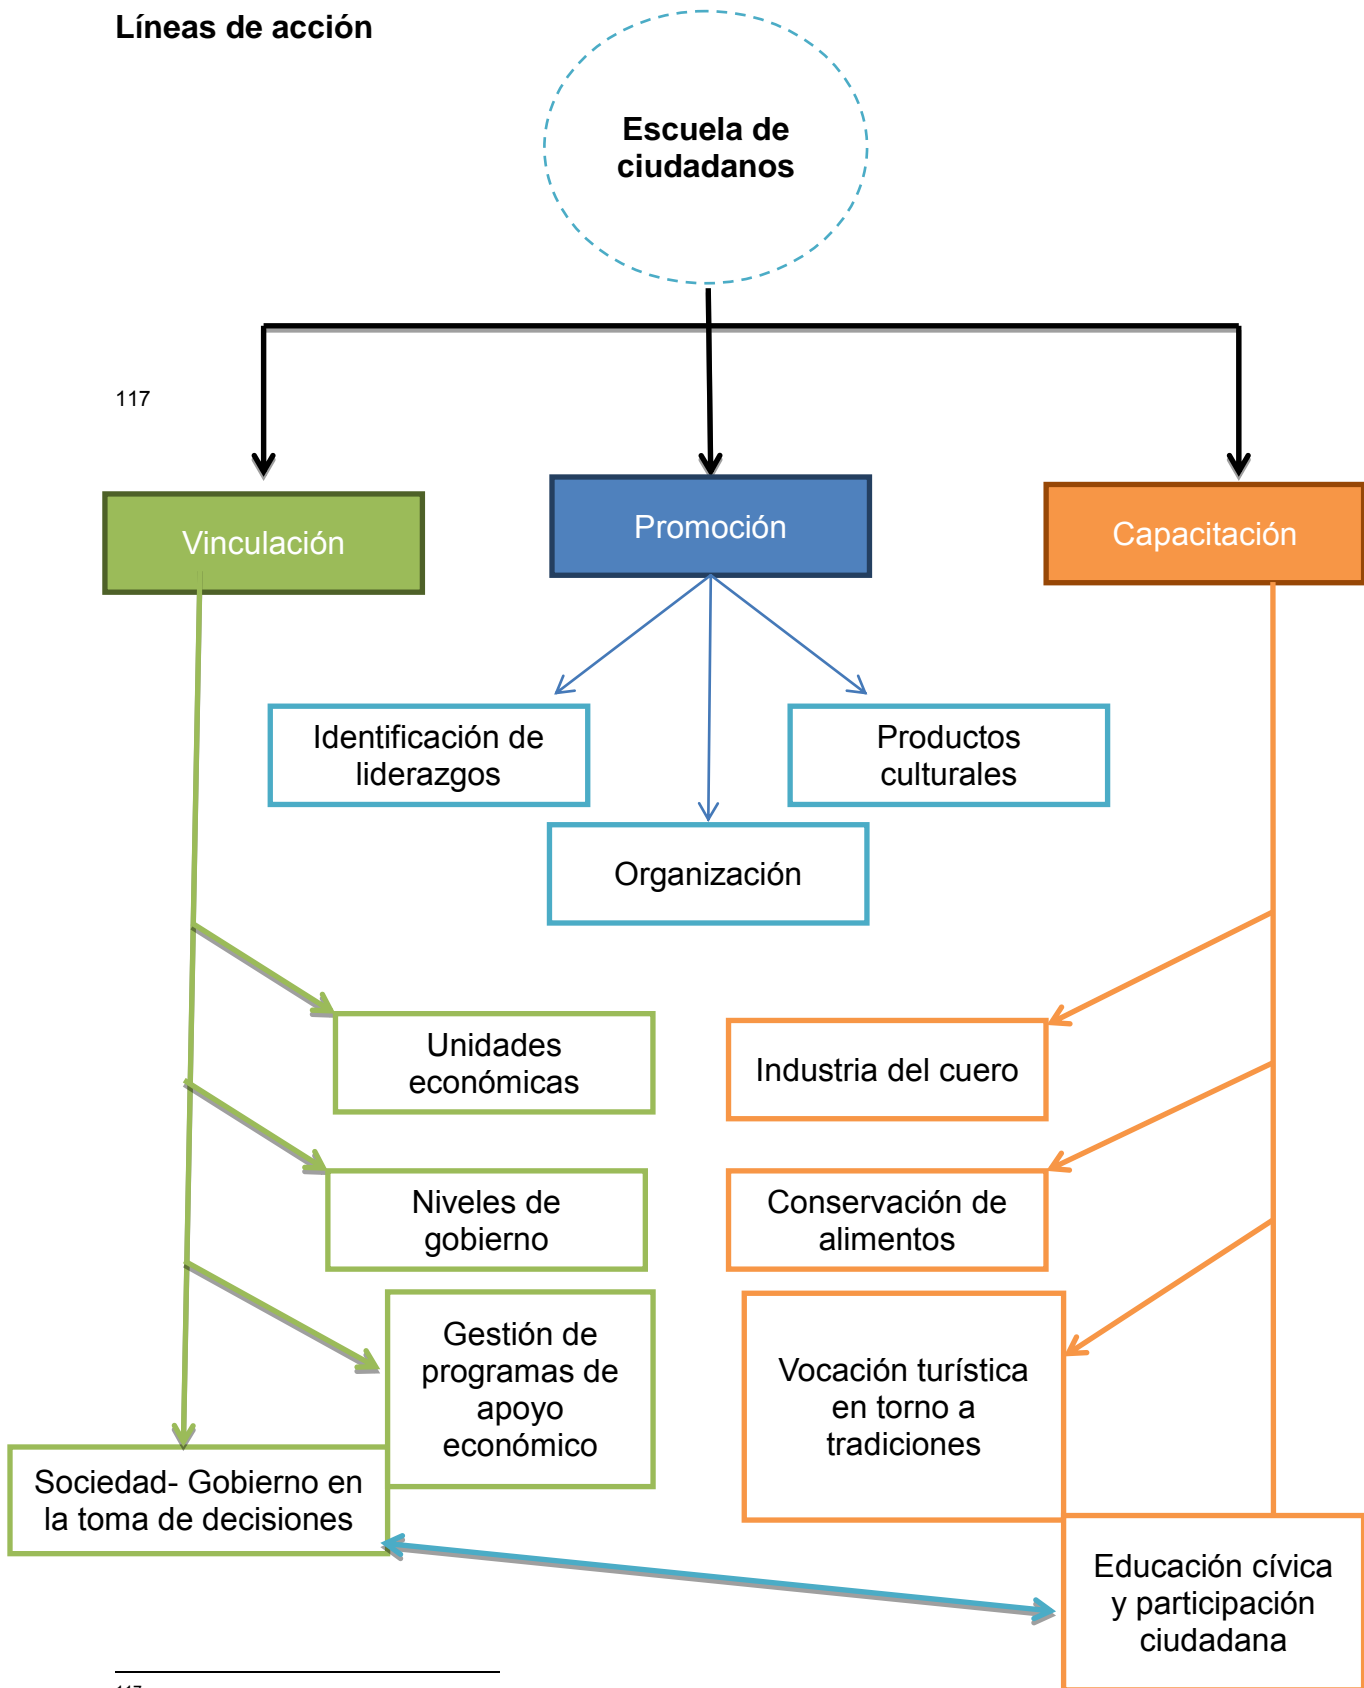 Líneas de acción
Escuela de
ciudadanos
117
Vinculación
Promoción
Capacitación
Identificación de
liderazgos
Productos
culturales
Organización
Unidades
económicas
Industria del cuero
Niveles de
gobierno
Conservación de
alimentos
Gestión de
programas de
apoyo
económico
Vocación turística
en torno a
tradiciones
Sociedad- Gobierno en
la toma de decisiones
Educación cívica
y participación
ciudadana
117